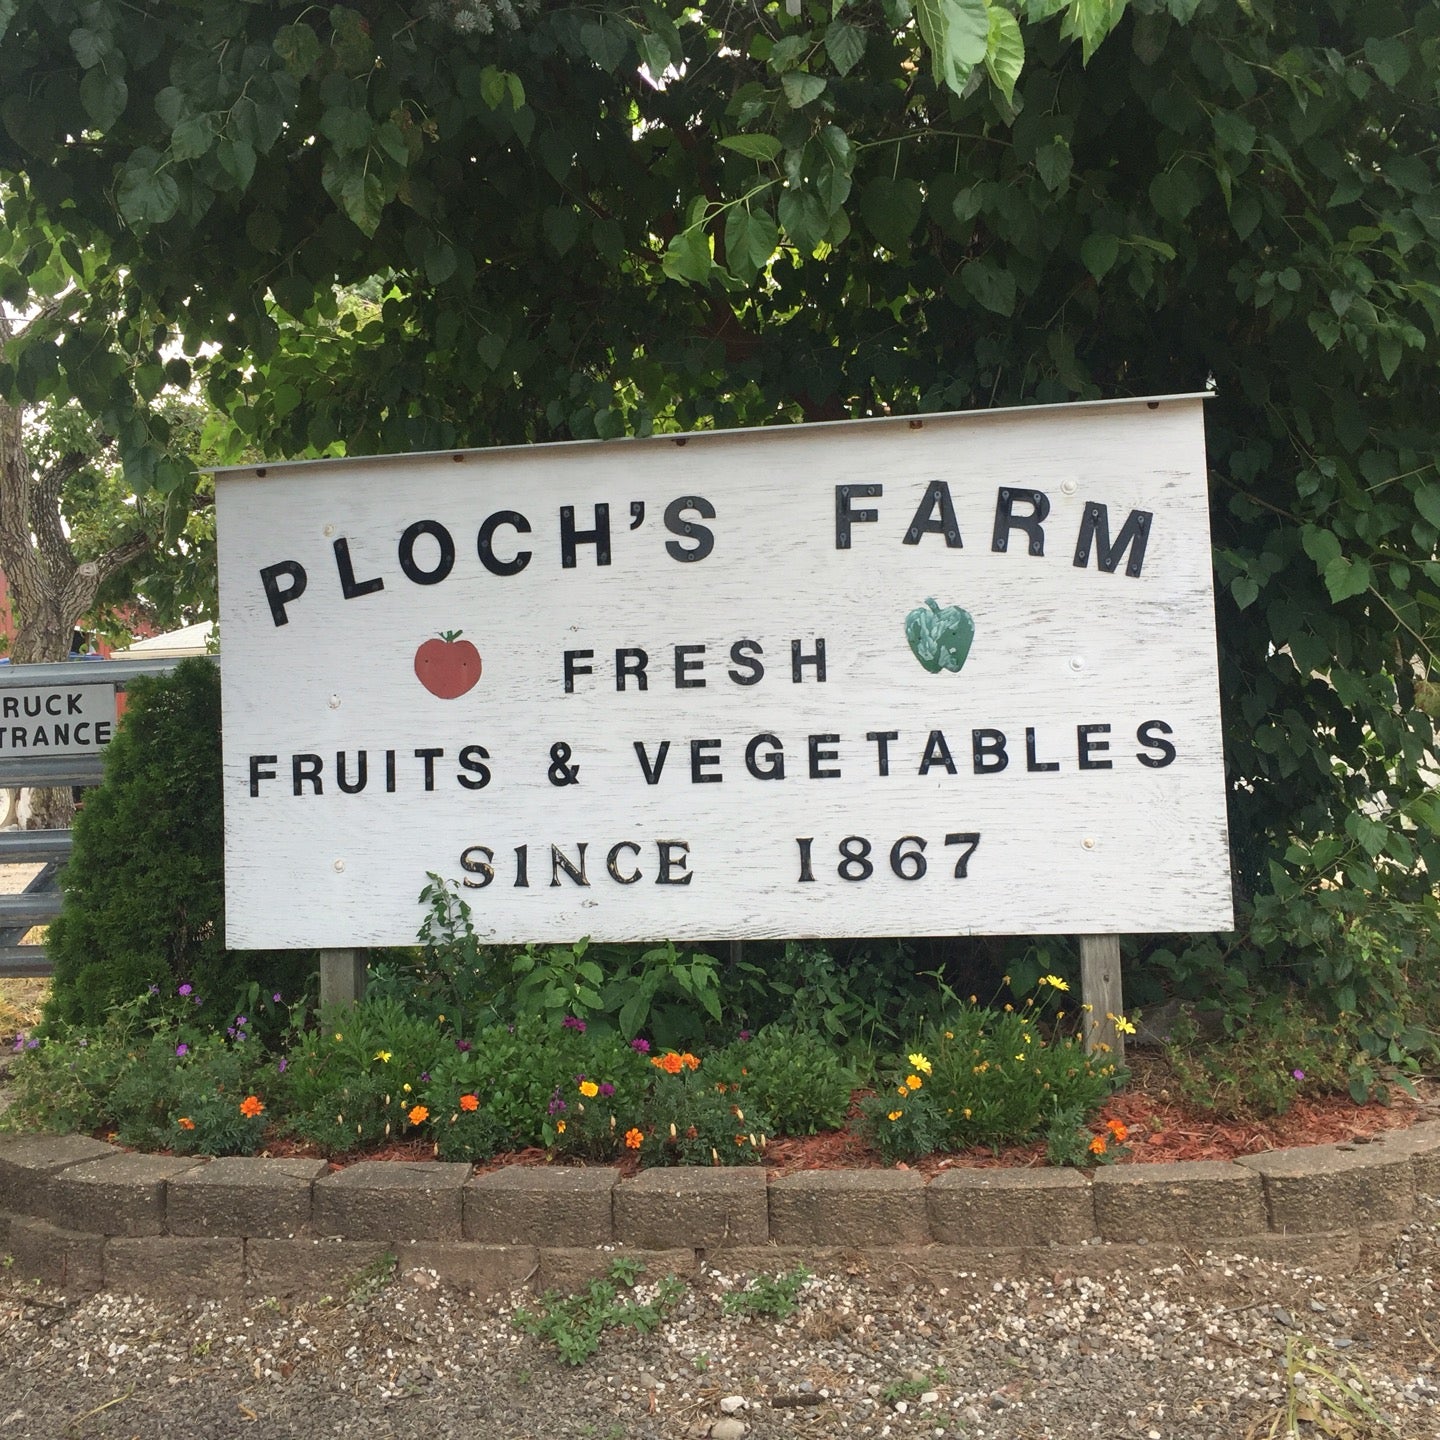 PLOCH'S FARM
FRESH
FRUITS & VEGETABLES
SINCE 1867
RUCK
TRANCE